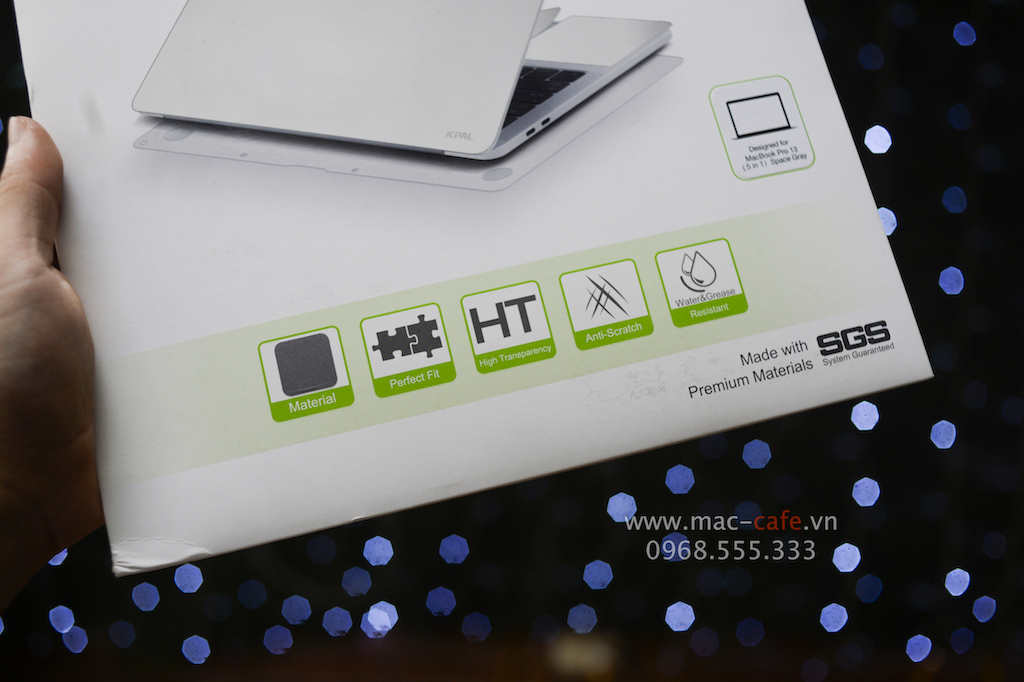 JCPAL
Designed for
MacBook Pro 13
( 5 in 1 ) Space Gray
Material
Perfect Fit
HT
High Transparency
Anti-Scratch
Water&Grease
Resistant
Made with
Premium Materials
SGS
System Guaranteed
www.mac-cafe.vn
0968.555.333